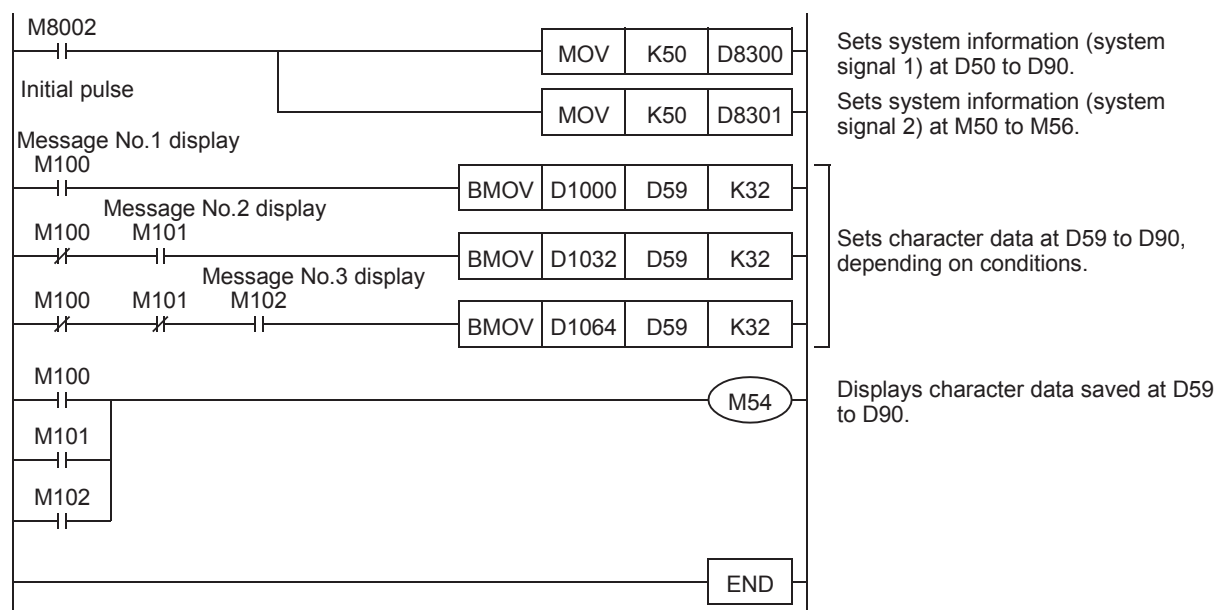 M8002
MOV K50 D8300
Sets system information (system
signal 1) at D50 to D90.
Initial pulse
MOV K50 D8301
Sets system information (system
signal 2) at M50 to M56.
Message No.1 display
M100
BMOV D1000 D59 K32
Message No.2 display
M100 M101
BMOV D1032 D59 K32
Sets character data at D59 to D90,
depending on conditions.
Message No.3 display
M100 M101 M102
BMOV D1064 D59 K32
M100
M54
Displays character data saved at D59
to D90.
M101
M102
END